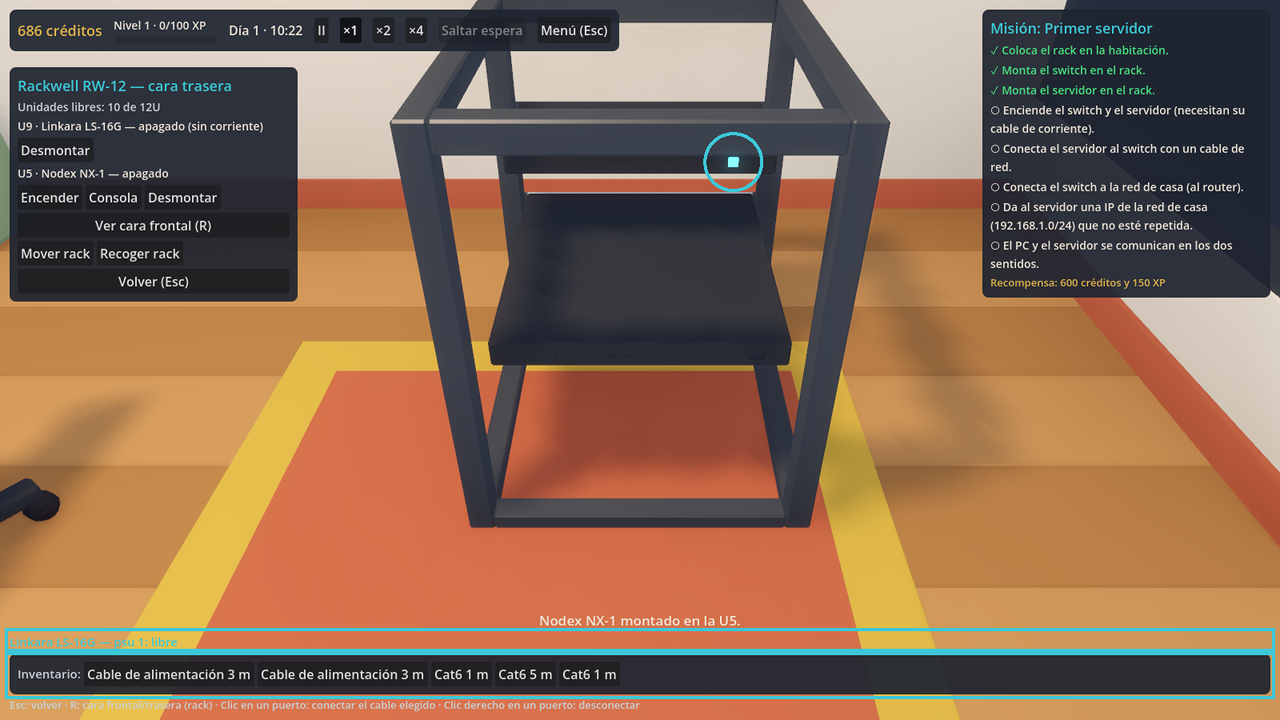 686 créditos
Nivel 1 · 0/100 XP
Día 1 · 10:22
II
×1
×2
×4
Saltar espera
Menú (Esc)
Rackwell RW-12 — cara trasera
Unidades libres: 10 de 12U
U9 · Linkara LS-16G — apagado (sin corriente)
Desmontar
U5 · Nodex NX-1 — apagado
Encender Consola Desmontar
Ver cara frontal (R)
Mover rack Recoger rack
Volver (Esc)
Misión: Primer servidor
✓ Coloca el rack en la habitación.
✓ Monta el switch en el rack.
✓ Monta el servidor en el rack.
○ Enciende el switch y el servidor (necesitan su
cable de corriente).
○ Conecta el servidor al switch con un cable de
red.
○ Conecta el switch a la red de casa (al router).
○ Da al servidor una IP de la red de casa
(192.168.1.0/24) que no esté repetida.
○ El PC y el servidor se comunican en los dos
sentidos.
Recompensa: 600 créditos y 150 XP
Nodex NX-1 montado en la U5.
Linkara LS-16G — psu 1: libre
Inventario: Cable de alimentación 3 m Cable de alimentación 3 m Cat6 1 m Cat6 5 m Cat6 1 m
Esc: volver · R: cara frontal/trasera (rack) · Clic en un puerto: conectar el cable elegido · Clic derecho en un puerto: desconectar